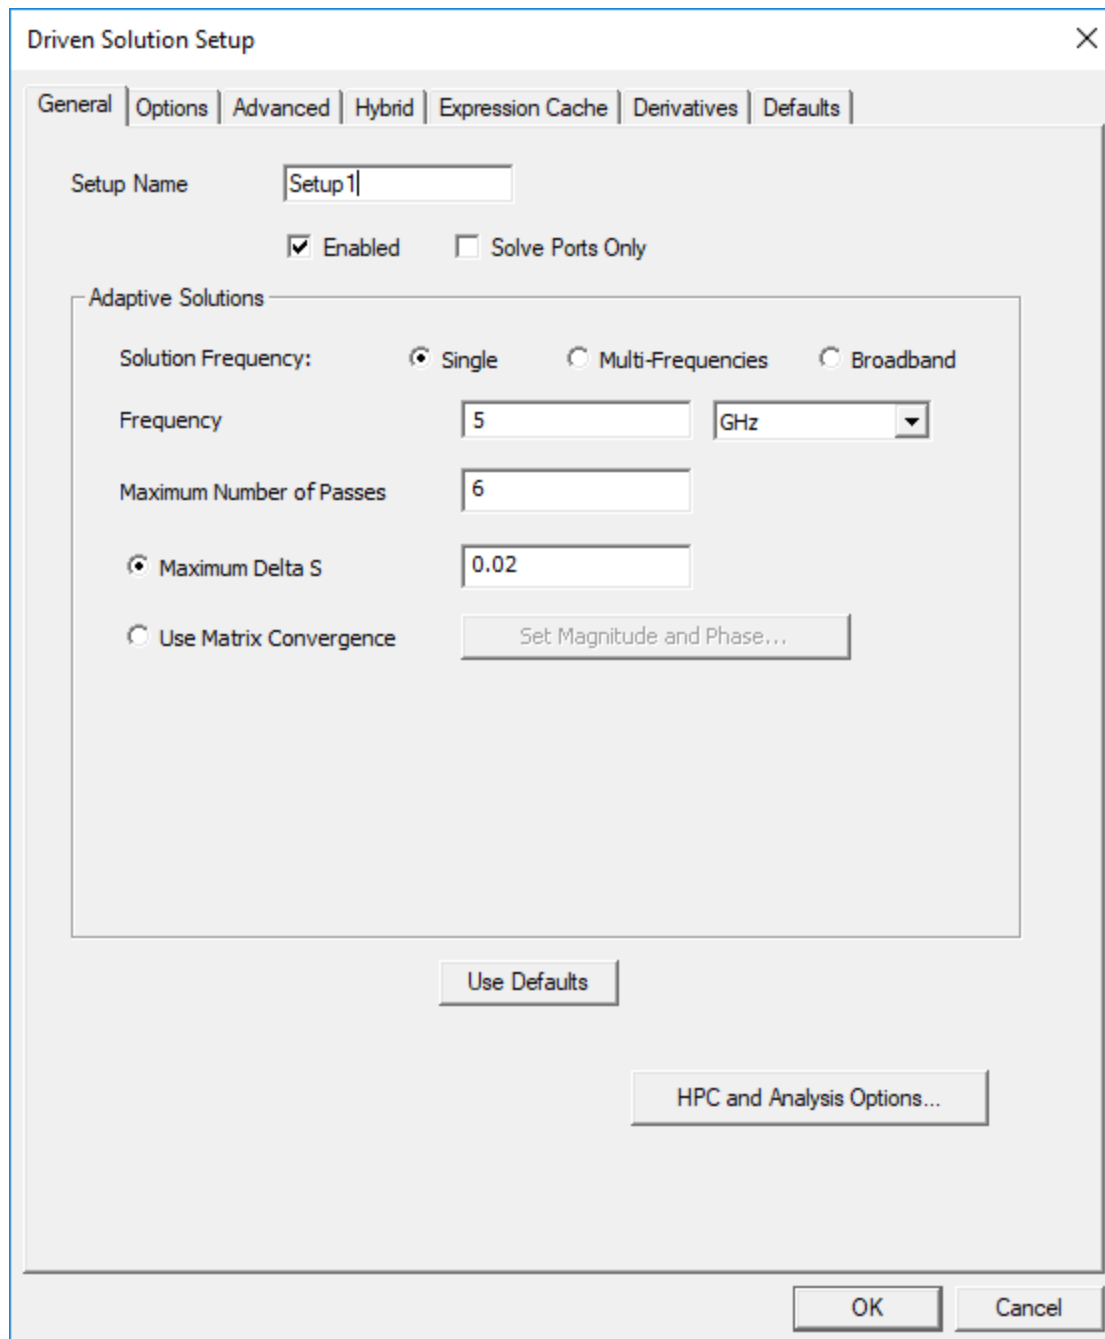 Driven Solution Setup
General Options Advanced Hybrid Expression Cache Derivatives Defaults
Setup Name Setup1
Enabled Solve Ports Only
Adaptive Solutions
Solution Frequency: Single Multi-Frequencies Broadband
Frequency 5 GHz
Maximum Number of Passes 6
Maximum Delta S 0.02
Use Matrix Convergence Set Magnitude and Phase...
Use Defaults
HPC and Analysis Options...
OK Cancel